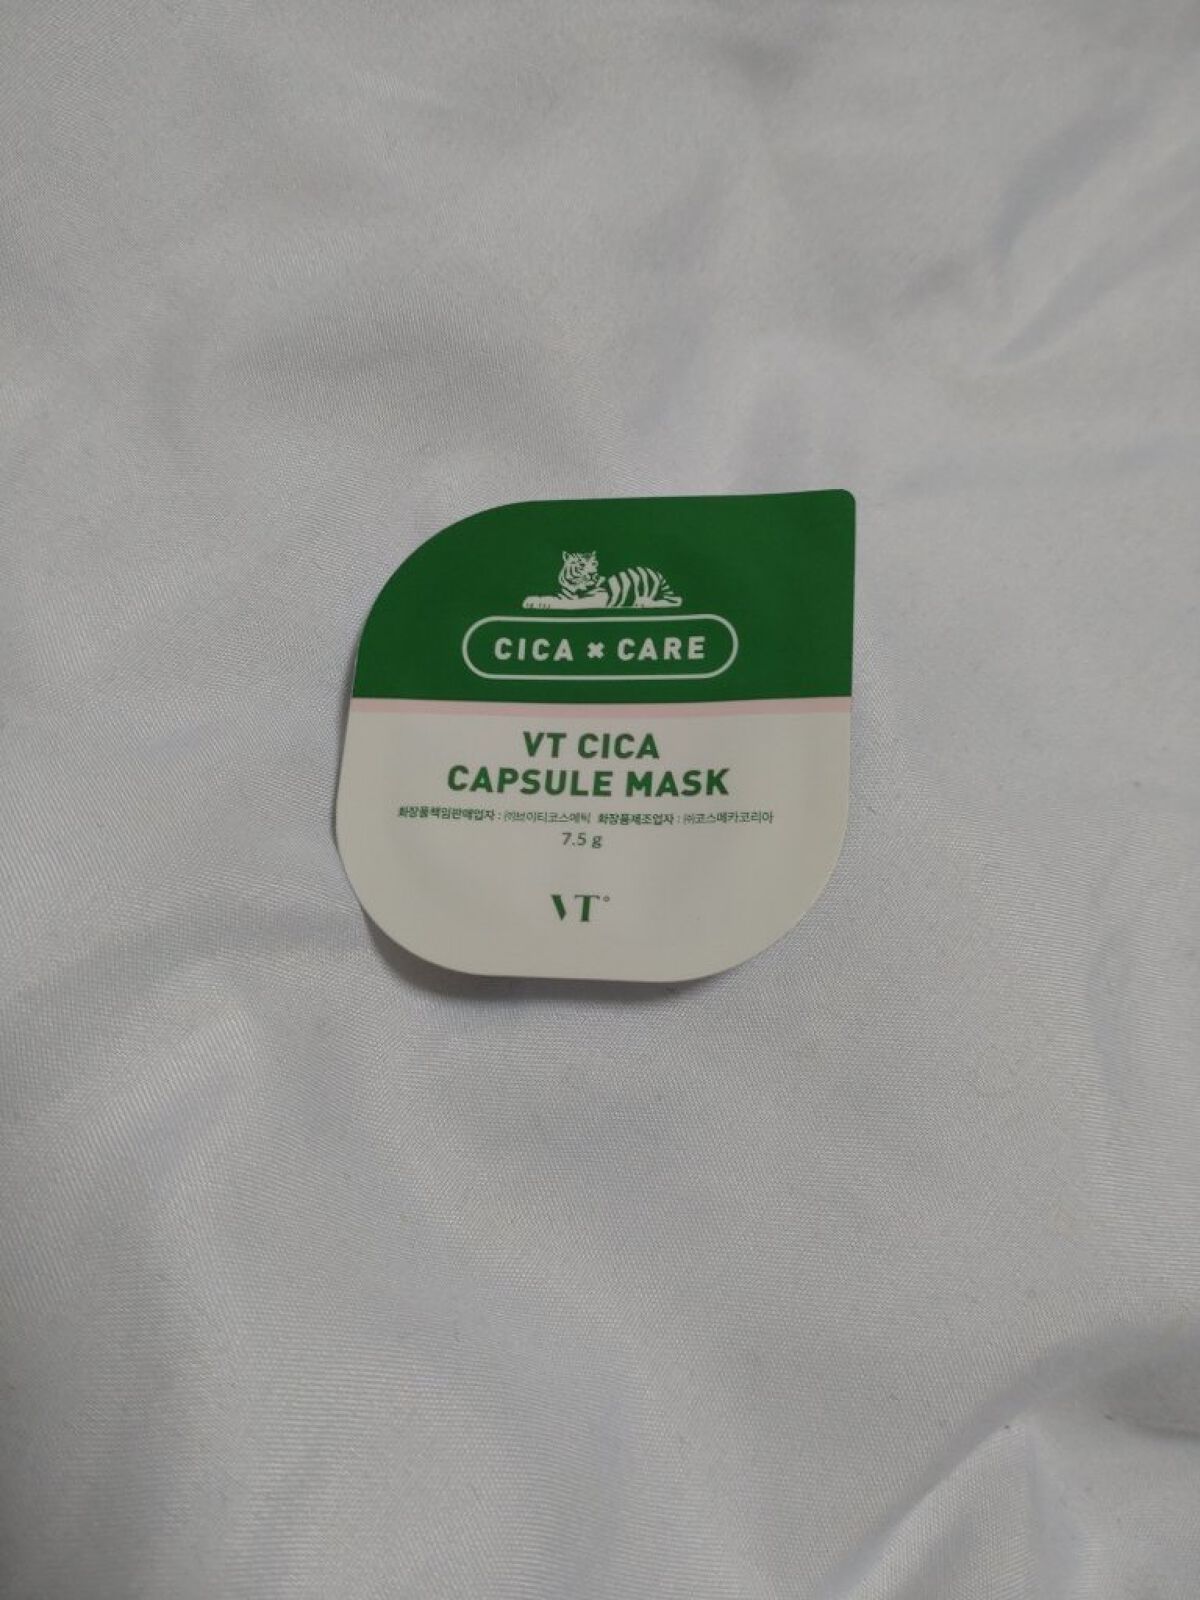 CICA × CARE
VT CICA
CAPSULE MASK
화장품책임판매업자 : ㈜브이티코스메틱 화장품제조업자 : ㈜코스메카코리아
7.5 g
VT